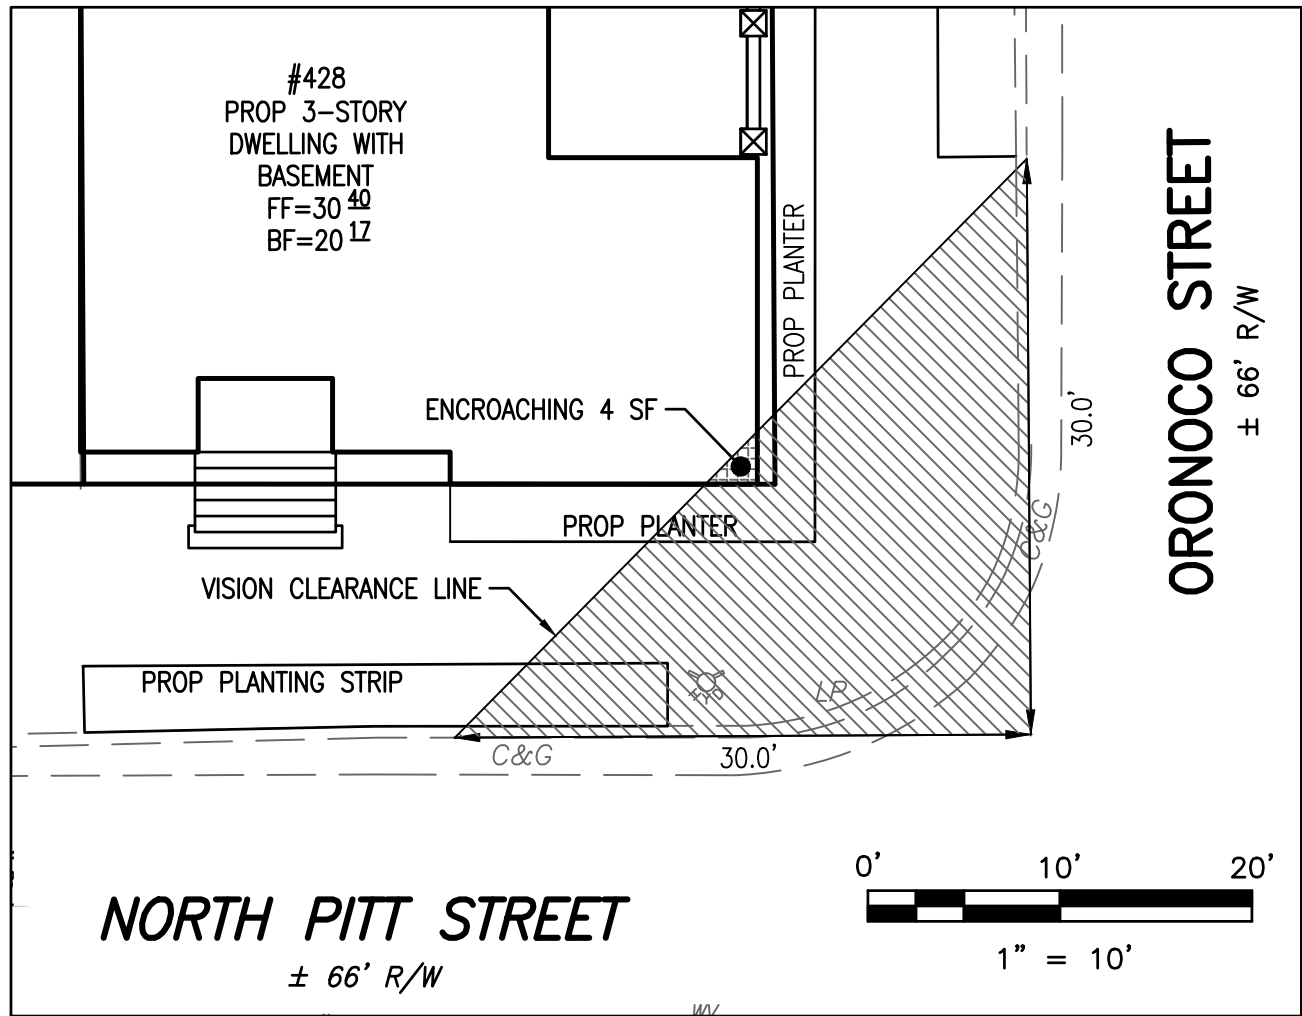 #428
PROP 3-STORY
DWELLING WITH
BASEMENT
FF=30 40
BF=20 17
PROP PLANTER
ORONOCO STREET
± 66' R/W
ENCROACHING 4 SF
30.0'
C&G
PROP PLANTER
VISION CLEARANCE LINE
PROP PLANTING STRIP
HYD
LP
C&G
30.0'
0' 10' 20'
1" = 10'
NORTH PITT STREET
± 66' R/W
WV